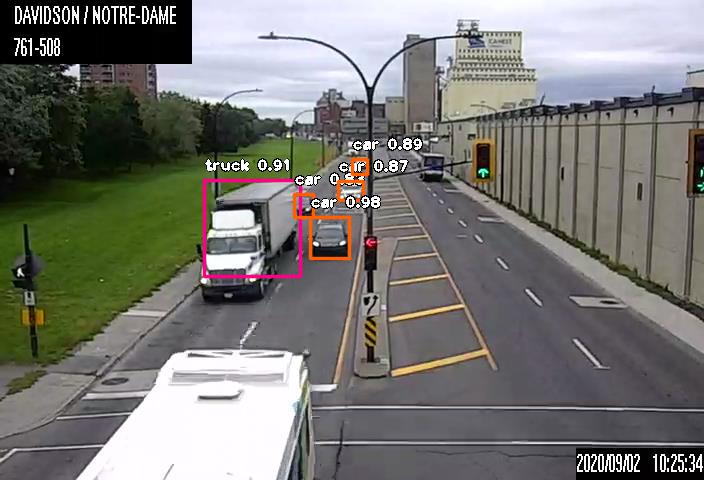 DAVIDSON / NOTRE-DAME
761-508
car 0.89
truck 0.91
car 0.87
car 0.98
2020/09/02 10:25:34